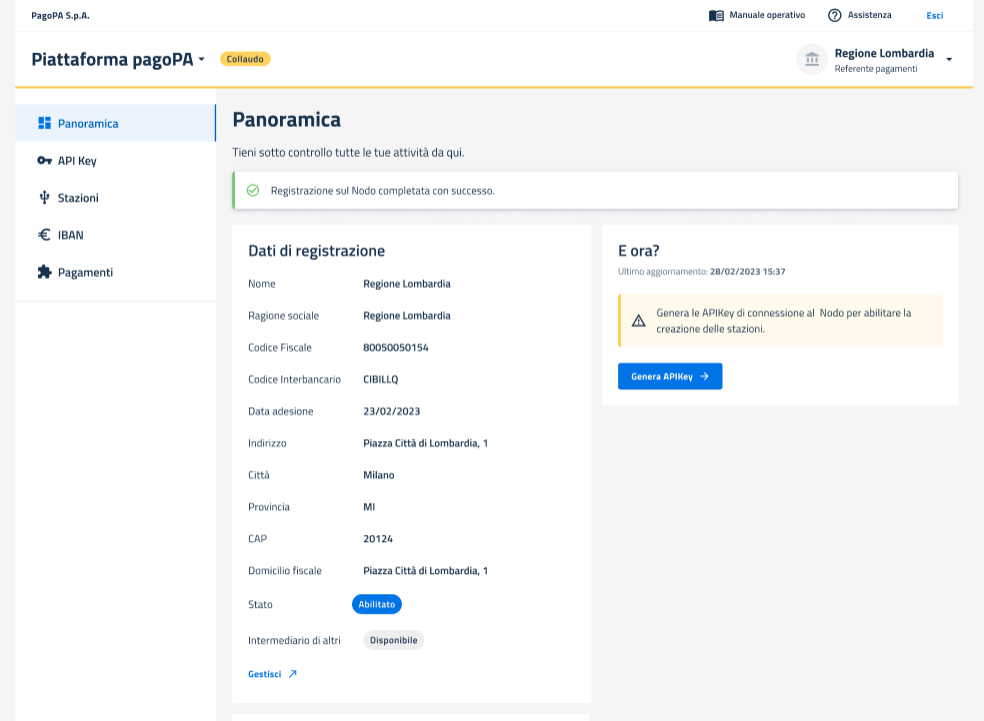 PagoPA S.p.A.
Manuale operativo
Assistenza
Esci
Piattaforma pagoPA
Collaudo
Regione Lombardia
Referente pagamenti
Panoramica
API Key
Stazioni
IBAN
Pagamenti
Panoramica
Tieni sotto controllo tutte le tue attività da qui.
Registrazione sul Nodo completata con successo.
Dati di registrazione
Nome Regione Lombardia
Ragione sociale Regione Lombardia
Codice Fiscale 80050050154
Codice Interbancario CIBILLQ
Data adesione 23/02/2023
Indirizzo Piazza Città di Lombardia, 1
Città Milano
Provincia MI
CAP 20124
Domicilio fiscale Piazza Città di Lombardia, 1
Stato Abilitato
Intermediario di altri Disponibile
Gestisci
E ora?
Ultimo aggiornamento: 28/02/2023 15:37
Genera le APIKey di connessione al Nodo per abilitare la
creazione delle stazioni.
Genera APIKey